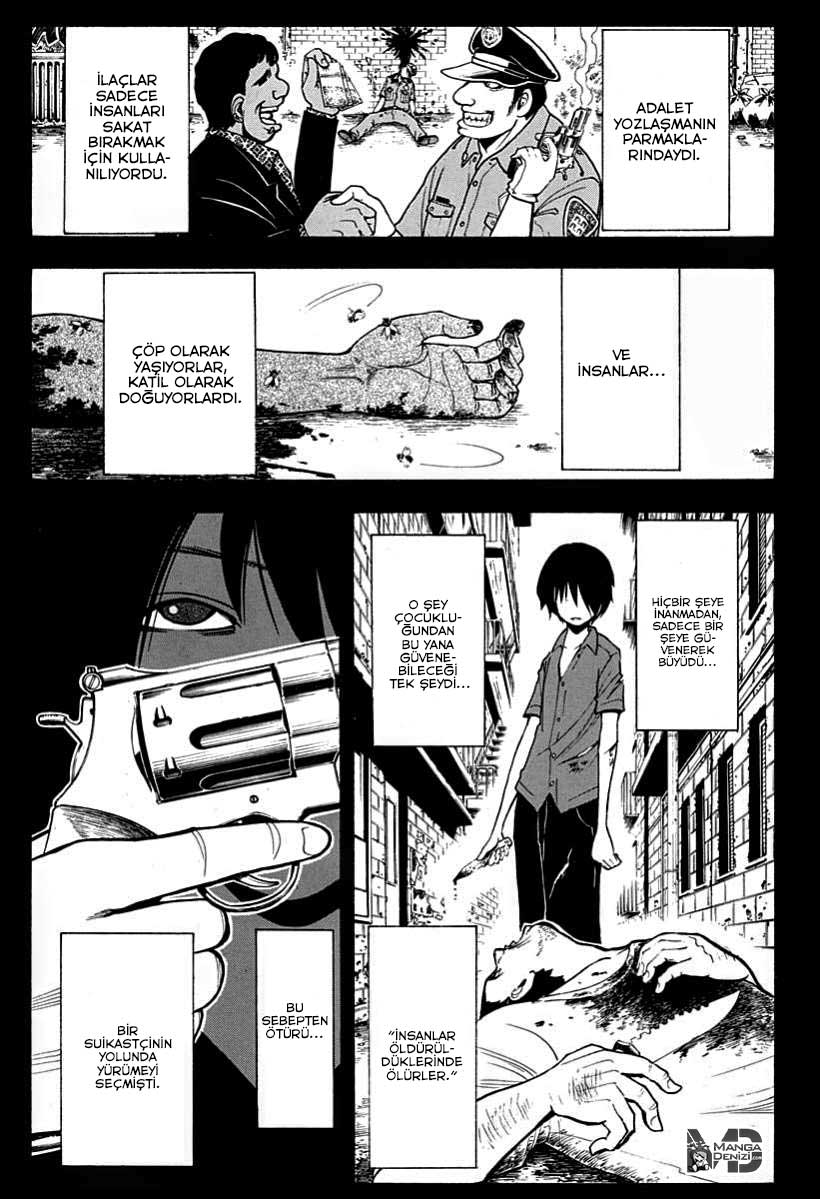 ADALET
YOZLAŞMANIN
PARMAKLA-
RINDAYDI.
İLAÇLAR
SADECE
İNSANLARI
SAKAT
BIRAKMAK
İÇİN KULLA-
NILIYORDU.
VE
İNSANLAR...
ÇÖP OLARAK
YAŞIYORLAR,
KATİL OLARAK
DOĞUYORLARDI.
HİÇBİR ŞEYE
İNANMADAN,
SADECE BİR
ŞEYE GÜ-
VENEREK
BÜYÜDÜ...
O ŞEY
ÇOCUKLU-
ĞUNDAN
BU YANA
GÜVENE-
BİLECEĞİ
TEK ŞEYDİ...
"İNSANLAR
ÖLDÜRÜL-
DÜKLERİNDE
ÖLÜRLER."
BU
SEBEPTEN
ÖTÜRÜ...
BİR
SUİKASTÇİNİN
YOLUNDA
YÜRÜMEYİ
SEÇMİŞTİ.
MANGA
DENİZİ.com